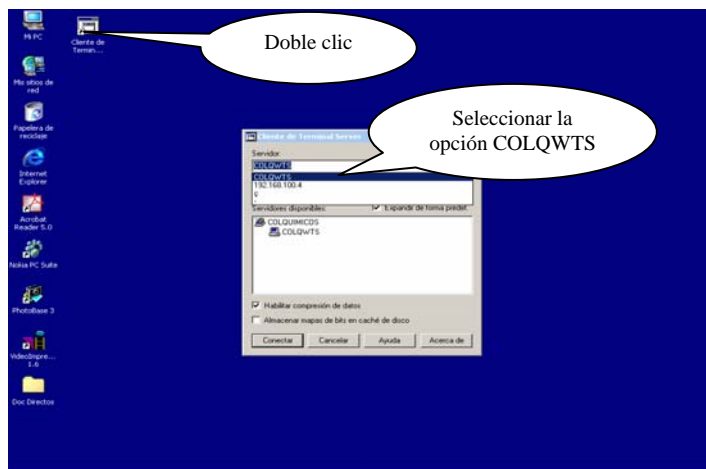 Mi PC
Cliente de
Termin...
Doble clic
Mis sitios de
red
Papelera de
reciclaje
Seleccionar la
opción COLQWTS
Cliente de Terminal Server
Servidor:
COLQWTS
COLQWTS
192.168.100.4
Servidores disponibles:
Expandir de forma predef.
COLQUIMICOS
COLQWTS
Internet
Explorer
Acrobat
Reader 5.0
Nokia PC Suite
PhotoBase 3
VideoImpre...
1.6
Doc Directos
Habilitar compresión de datos
Almacenar mapas de bits en caché de disco
Conectar
Cancelar
Ayuda
Acerca de